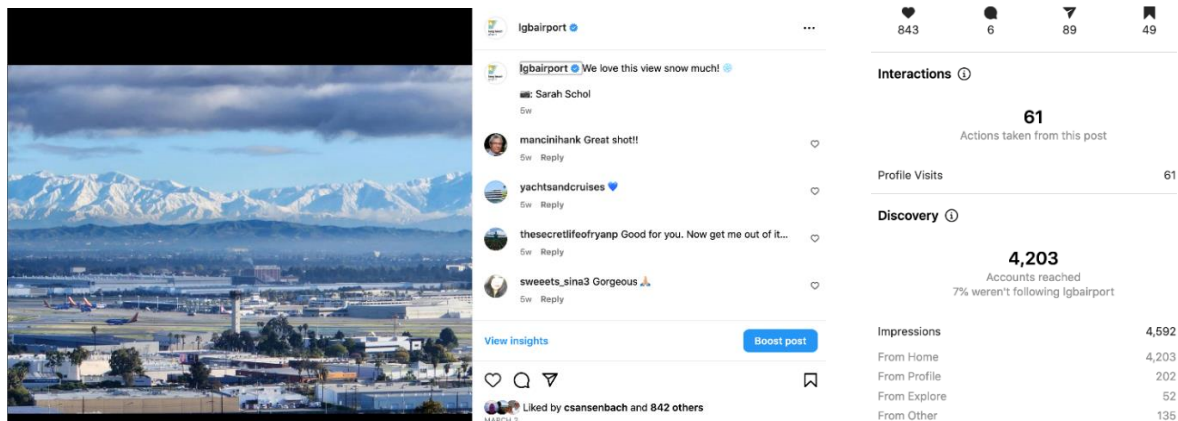 lgbairport
lgbairport We love this view snow much! ❄️
📷: Sarah Schol
5w
mancinihank Great shot!!
5w Reply
yachtsandcruises 💙
5w Reply
thesecretlifeofryanp Good for you. Now get me out of it...
5w Reply
sweeets_sina3 Gorgeous 🙏🏼
5w Reply
View insights
Boost post
Liked by csansenbach and 842 others
MARCH
843 6 89 49
Interactions
61
Actions taken from this post
Profile Visits 61
Discovery
4,203
Accounts reached
7% weren't following lgbairport
Impressions 4,592
From Home 4,203
From Profile 202
From Explore 52
From Other 135